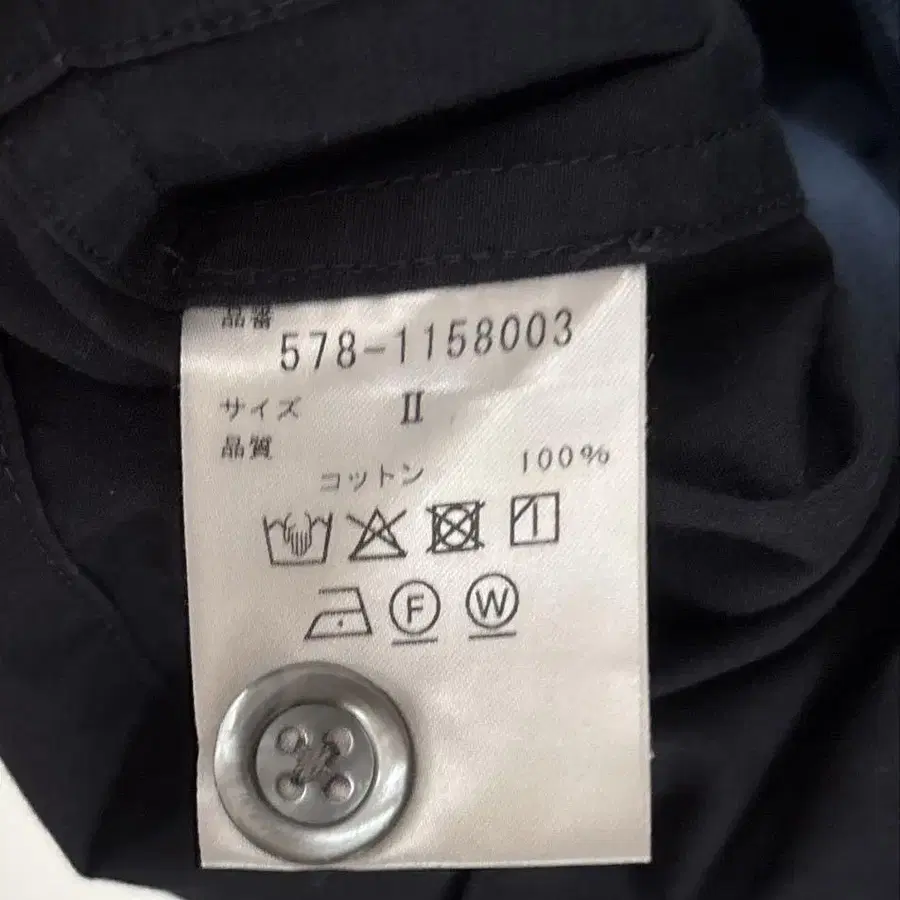 品番
578-1158003
サイズ II
品質
コットン 100%
F W